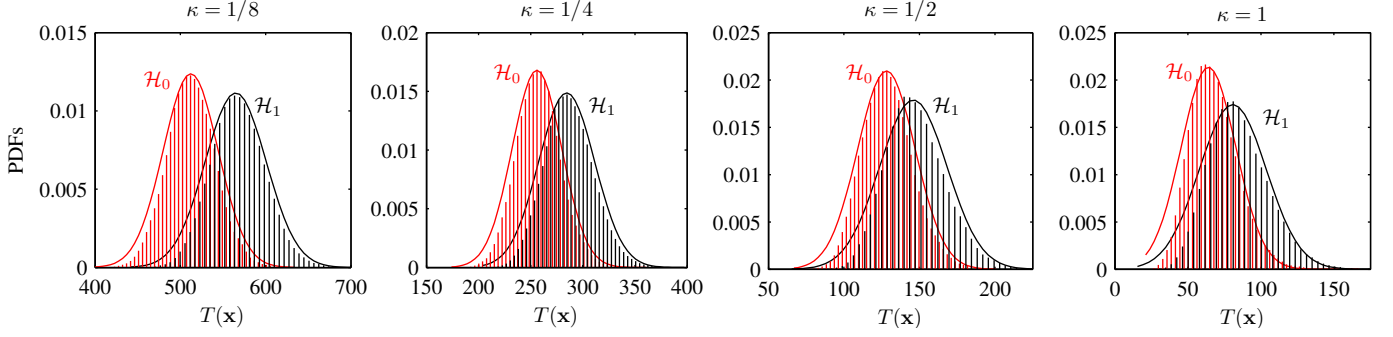 κ = 1/8
κ = 1/4
κ = 1/2
κ = 1
PDFs
0.015
0.01
0.005
0
400 500 600 700
T(x)
H₀
H₁
0.02
0.015
0.01
0.005
0
150 200 250 300 350 400
T(x)
H₀
H₁
0.025
0.02
0.015
0.01
0.005
0
50 100 150 200
T(x)
H₀
H₁
0.025
0.02
0.015
0.01
0.005
0
0 50 100 150
T(x)
H₀
H₁